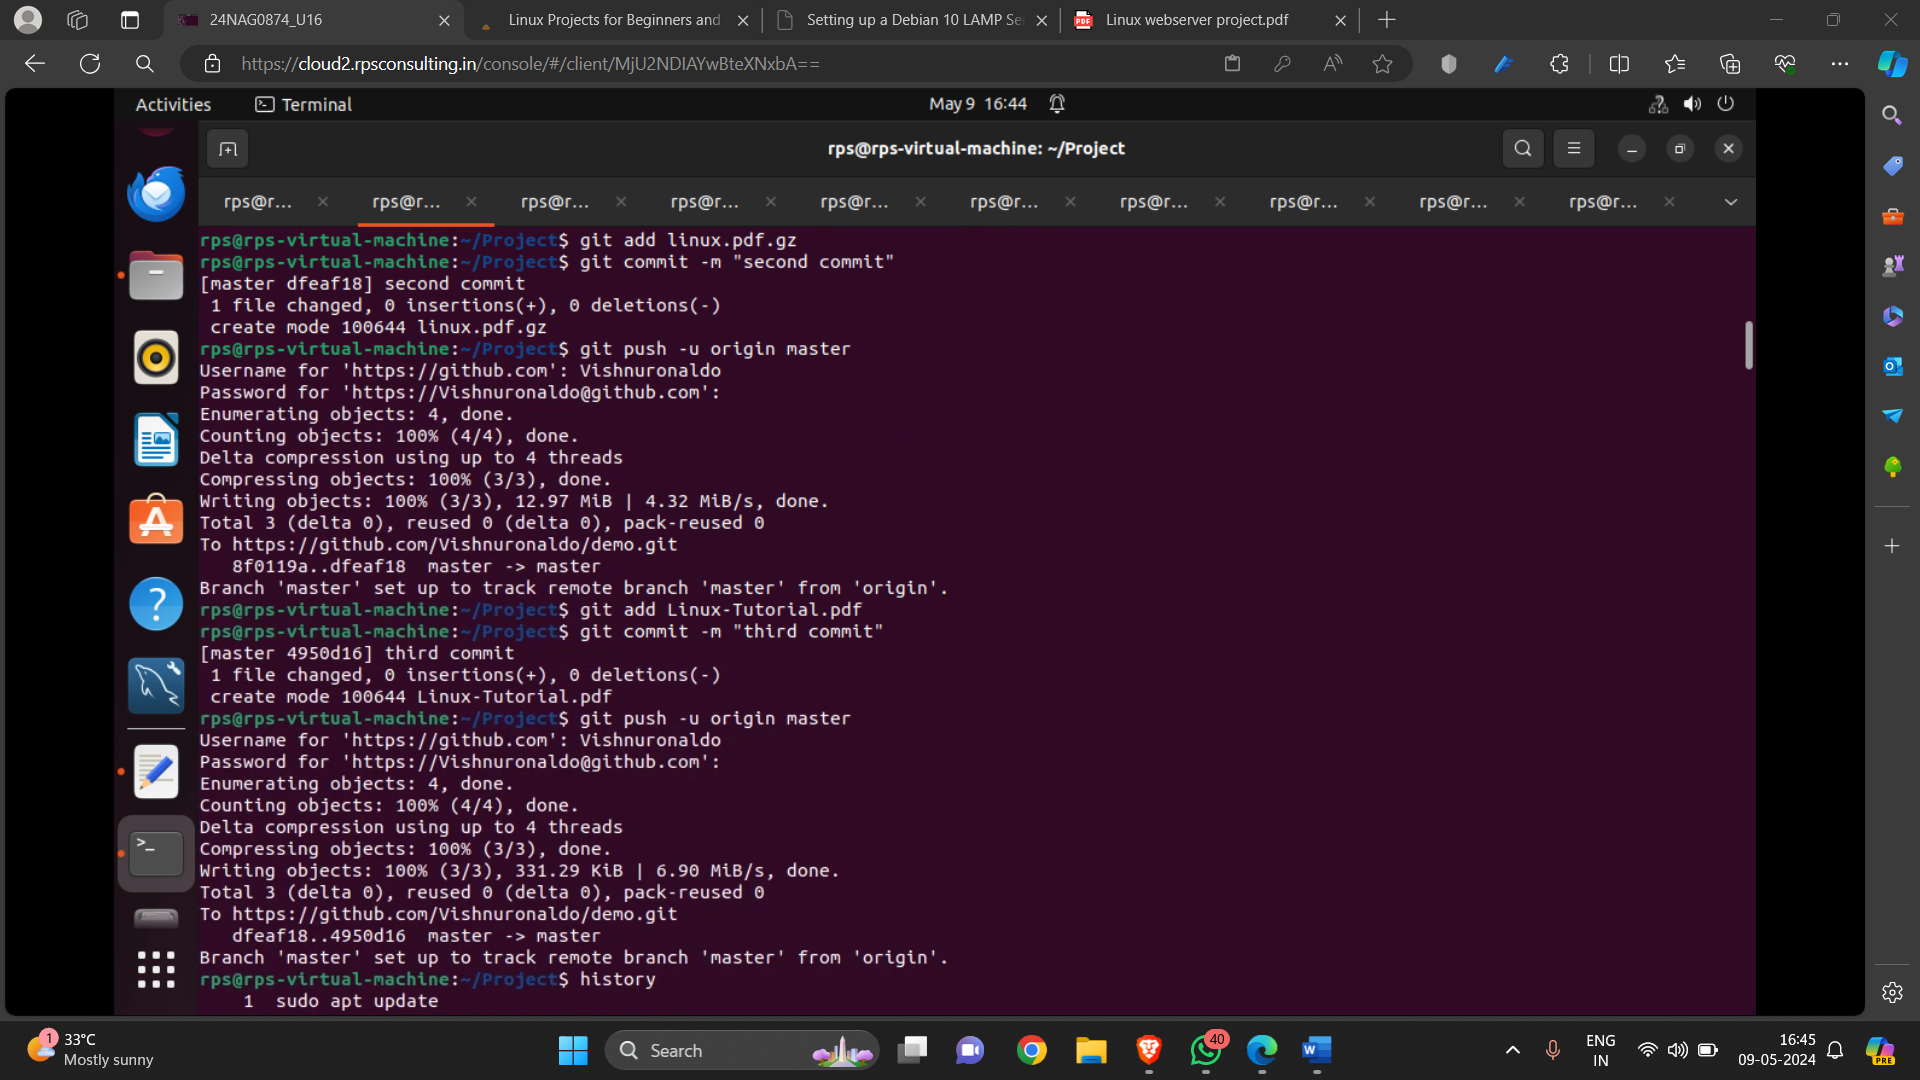 24NAG0874_U16
Linux Projects for Beginners and
Setting up a Debian 10 LAMP Se
Linux webserver project.pdf
https://cloud2.rpsconsulting.in/console/#/client/MjU2NDIAYwBteXNxbA==
Activities
Terminal
May 9 16:44
rps@rps-virtual-machine: ~/Project
rps@r...
rps@r...
rps@r...
rps@r...
rps@r...
rps@r...
rps@r...
rps@r...
rps@r...
rps@r...
rps@rps-virtual-machine:~/Project$ git add linux.pdf.gz
rps@rps-virtual-machine:~/Project$ git commit -m "second commit"
[master dfeaf18] second commit
 1 file changed, 0 insertions(+), 0 deletions(-)
 create mode 100644 linux.pdf.gz
rps@rps-virtual-machine:~/Project$ git push -u origin master
Username for 'https://github.com': Vishnuronaldo
Password for 'https://Vishnuronaldo@github.com':
Enumerating objects: 4, done.
Counting objects: 100% (4/4), done.
Delta compression using up to 4 threads
Compressing objects: 100% (3/3), done.
Writing objects: 100% (3/3), 12.97 MiB | 4.32 MiB/s, done.
Total 3 (delta 0), reused 0 (delta 0), pack-reused 0
To https://github.com/Vishnuronaldo/demo.git
   8f0119a..dfeaf18  master -> master
Branch 'master' set up to track remote branch 'master' from 'origin'.
rps@rps-virtual-machine:~/Project$ git add Linux-Tutorial.pdf
rps@rps-virtual-machine:~/Project$ git commit -m "third commit"
[master 4950d16] third commit
 1 file changed, 0 insertions(+), 0 deletions(-)
 create mode 100644 Linux-Tutorial.pdf
rps@rps-virtual-machine:~/Project$ git push -u origin master
Username for 'https://github.com': Vishnuronaldo
Password for 'https://Vishnuronaldo@github.com':
Enumerating objects: 4, done.
Counting objects: 100% (4/4), done.
Delta compression using up to 4 threads
Compressing objects: 100% (3/3), done.
Writing objects: 100% (3/3), 331.29 KiB | 6.90 MiB/s, done.
Total 3 (delta 0), reused 0 (delta 0), pack-reused 0
To https://github.com/Vishnuronaldo/demo.git
   dfeaf18..4950d16  master -> master
Branch 'master' set up to track remote branch 'master' from 'origin'.
rps@rps-virtual-machine:~/Project$ history
    1  sudo apt update
1
33°C
Mostly sunny
Search
40
ENG
IN
16:45
09-05-2024
PRE